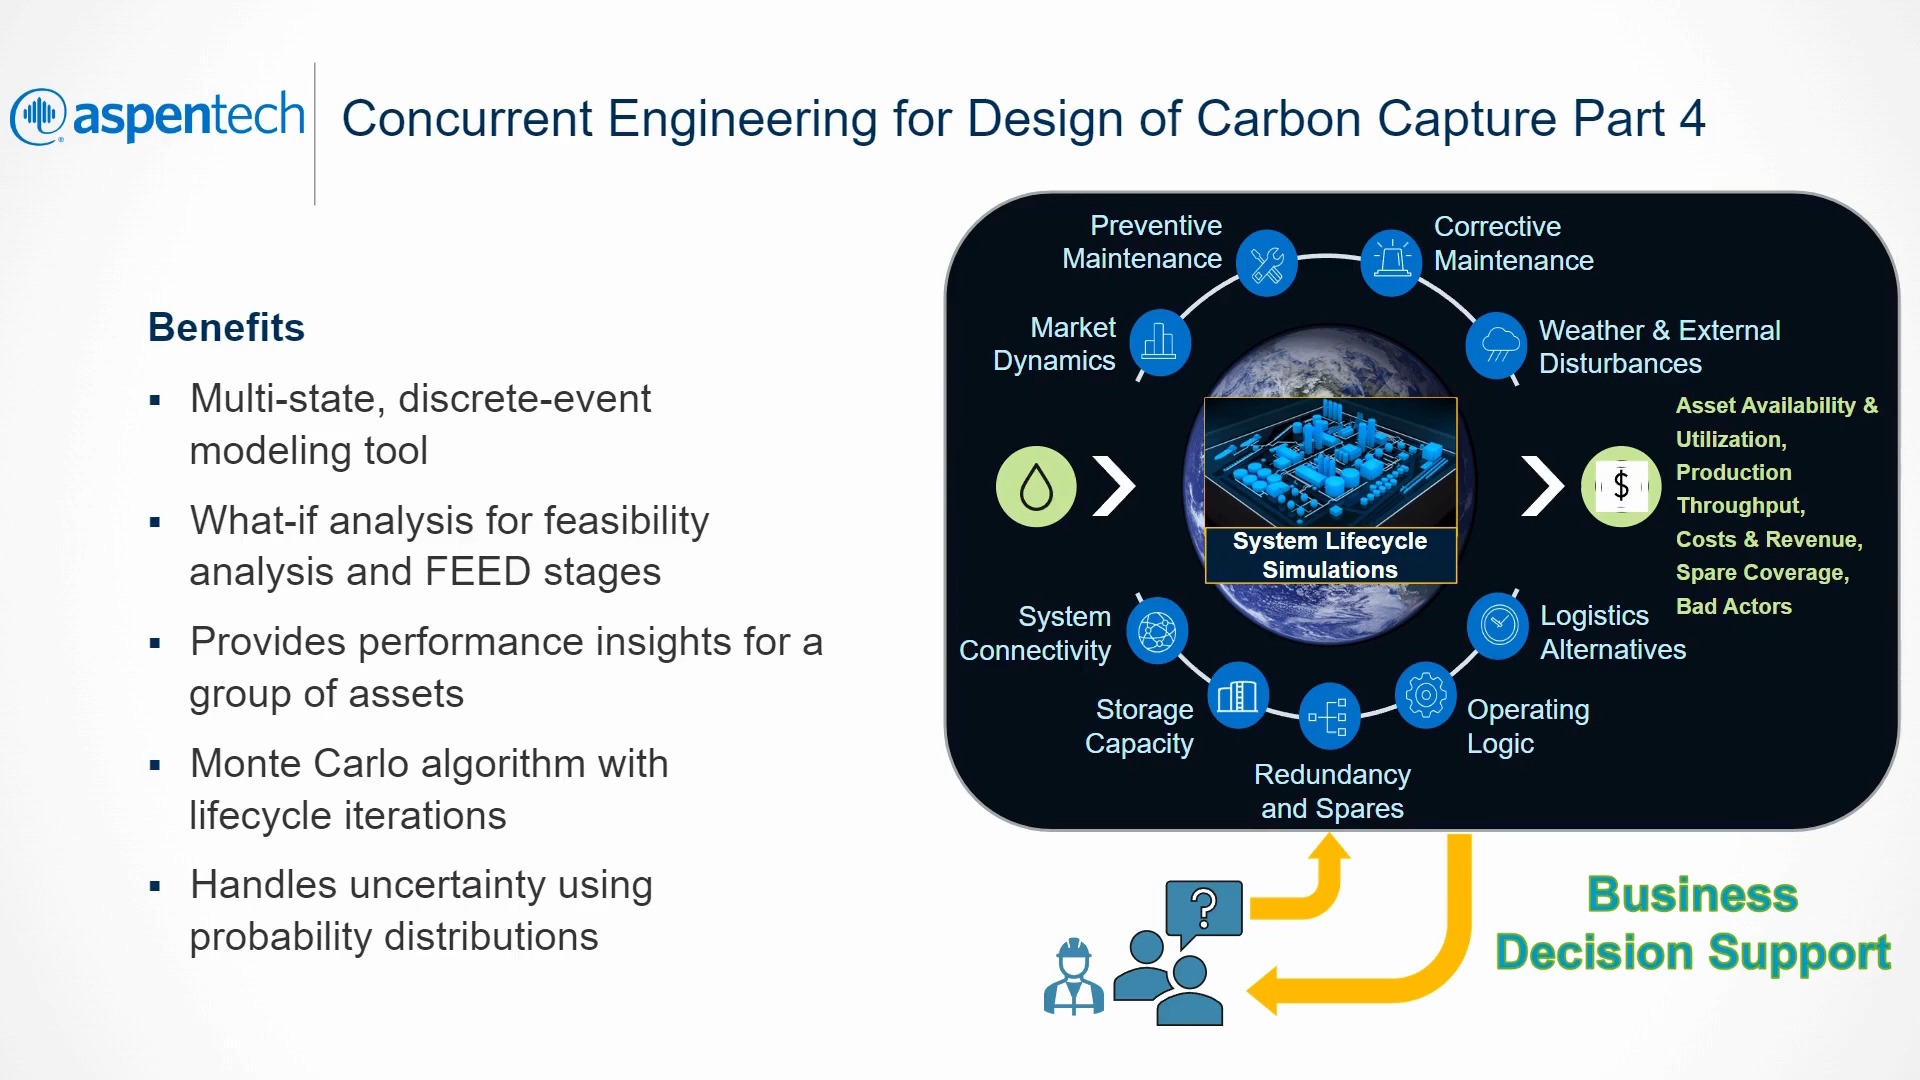 aspentech
Concurrent Engineering for Design of Carbon Capture Part 4
Benefits
▪ Multi-state, discrete-event
modeling tool
▪ What-if analysis for feasibility
analysis and FEED stages
▪ Provides performance insights for a
group of assets
▪ Monte Carlo algorithm with
lifecycle iterations
▪ Handles uncertainty using
probability distributions
Preventive
Maintenance
Corrective
Maintenance
Market
Dynamics
Weather & External
Disturbances
System Lifecycle
Simulations
$
Asset Availability &
Utilization,
Production
Throughput,
Costs & Revenue,
Spare Coverage,
Bad Actors
System
Connectivity
Logistics
Alternatives
Storage
Capacity
Operating
Logic
Redundancy
and Spares
?
Business
Decision Support